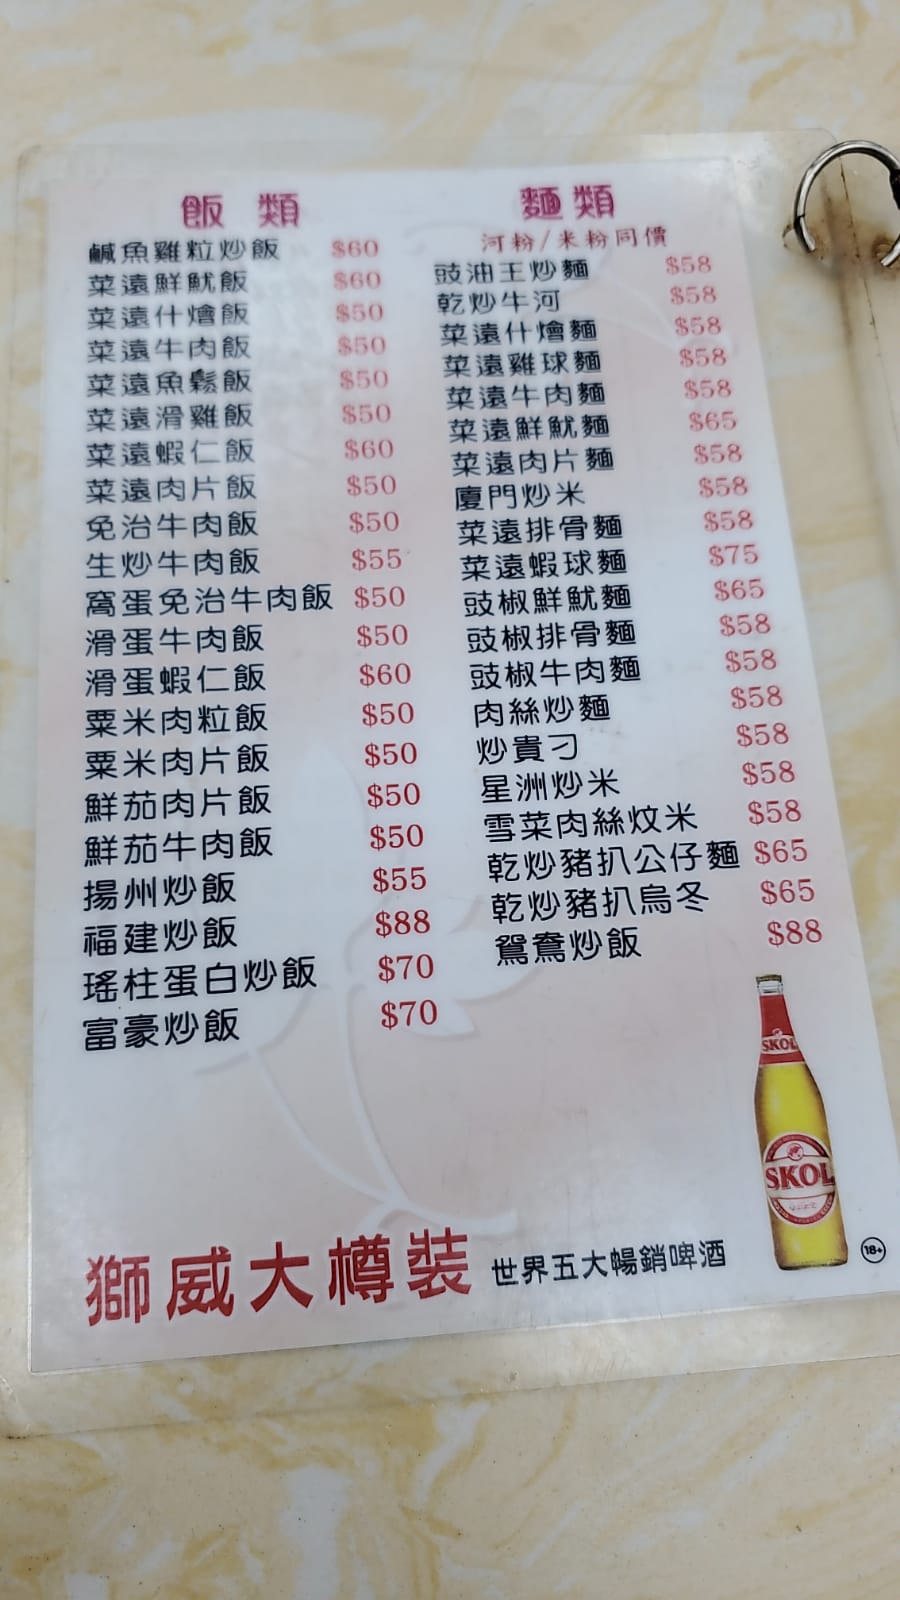 飯 類
鹹魚雞粒炒飯 $60
菜遠鮮魷飯 $60
菜遠什燴飯 $50
菜遠牛肉飯 $50
菜遠魚鬆飯 $50
菜遠滑雞飯 $50
菜遠蝦仁飯 $60
菜遠肉片飯 $50
免治牛肉飯 $50
生炒牛肉飯 $55
窩蛋免治牛肉飯 $50
滑蛋牛肉飯 $50
滑蛋蝦仁飯 $60
粟米肉粒飯 $50
粟米肉片飯 $50
鮮茄肉片飯 $50
鮮茄牛肉飯 $50
揚州炒飯 $55
福建炒飯 $88
瑤柱蛋白炒飯 $70
富豪炒飯 $70
麵類
河粉/米粉同價
豉油王炒麵 $58
乾炒牛河 $58
菜遠什燴麵 $58
菜遠雞球麵 $58
菜遠牛肉麵 $58
菜遠鮮魷麵 $65
菜遠肉片麵 $58
廈門炒米 $58
菜遠排骨麵 $58
菜遠蝦球麵 $75
豉椒鮮魷麵 $65
豉椒排骨麵 $58
豉椒牛肉麵 $58
肉絲炒麵 $58
炒貴刁 $58
星洲炒米 $58
雪菜肉絲炆米 $58
乾炒豬扒公仔麵 $65
乾炒豬扒烏冬 $65
鴛鴦炒飯 $88
SKOL
SKOL
18+
獅威大樽裝 世界五大暢銷啤酒